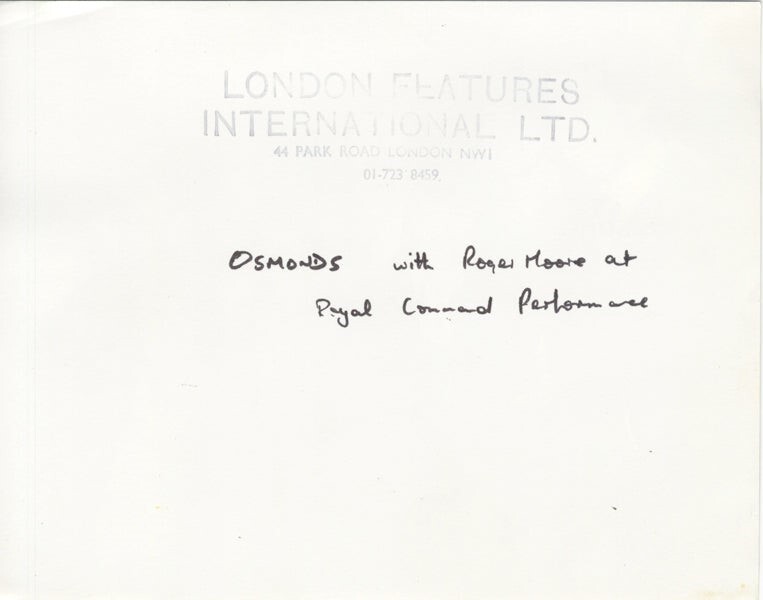 LONDON FEATURES
INTERNATIONAL LTD.
44 PARK ROAD LONDON NW1
01-723 8459.
OSMONDS with Roger Moore at
Royal Command Performance